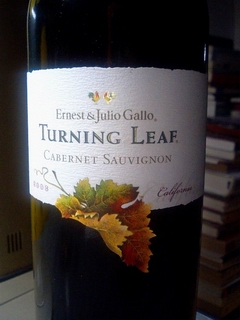 Ernest & Julio Gallo®
TURNING LEAF®
CABERNET SAUVIGNON
California